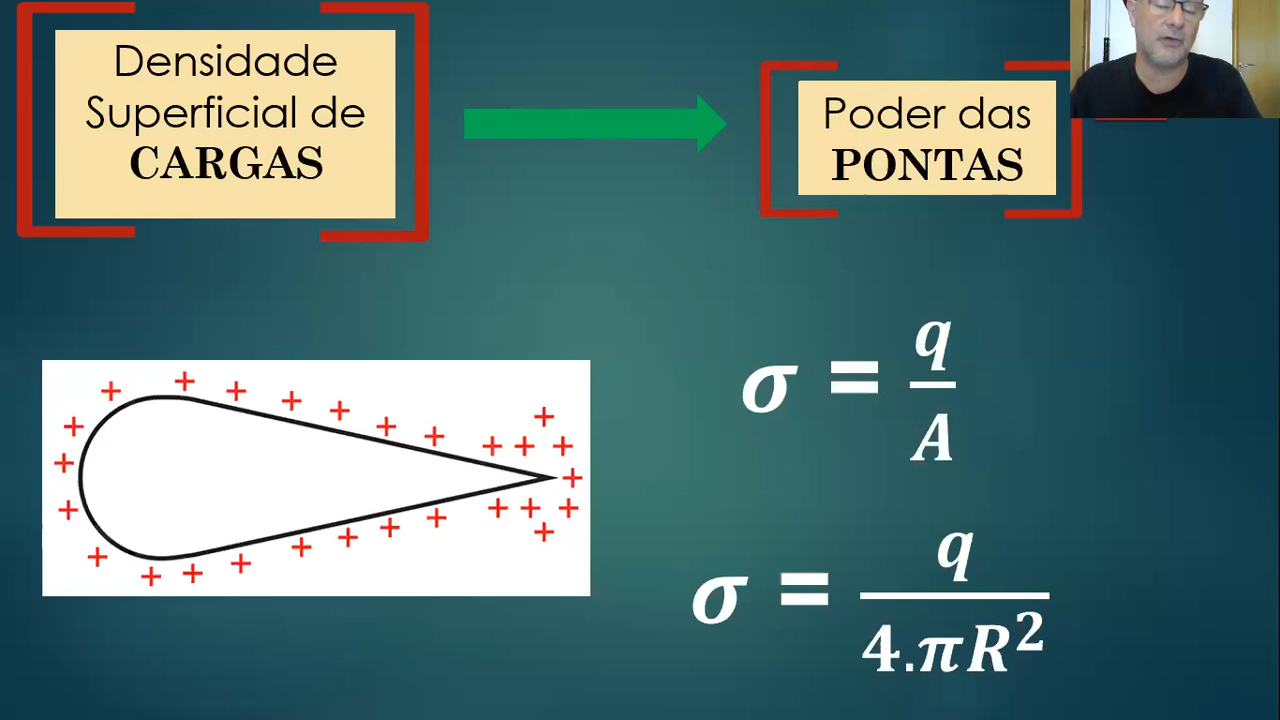 Densidade
Superficial de
CARGAS
Poder das
PONTAS
σ = q/A
σ = q/4.πR²